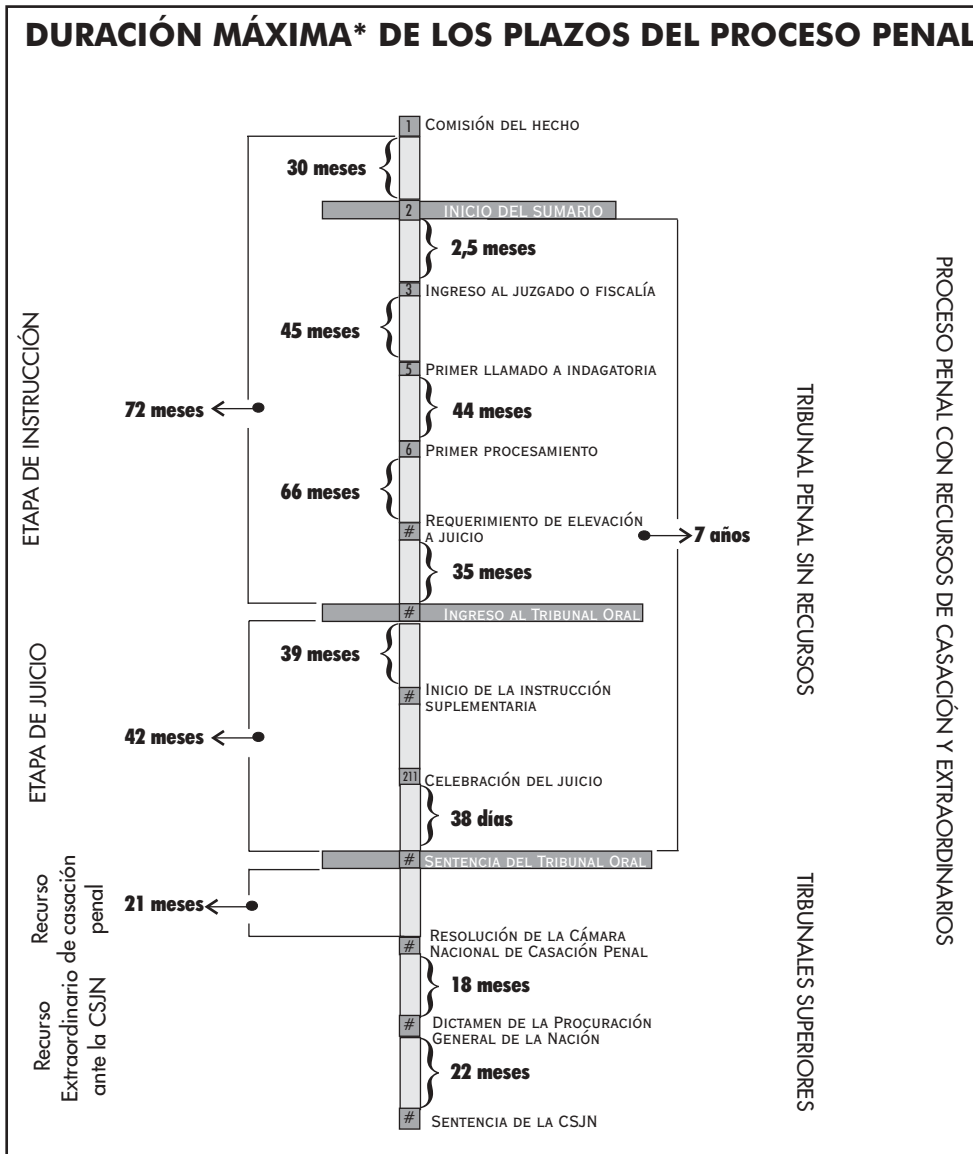 DURACIÓN MÁXIMA* DE LOS PLAZOS DEL PROCESO PENAL
1 COMISIÓN DEL HECHO
30 meses
2 INICIO DEL SUMARIO
2,5 meses
3 INGRESO AL JUZGADO O FISCALÍA
45 meses
5 PRIMER LLAMADO A INDAGATORIA
72 meses
44 meses
6 PRIMER PROCESAMIENTO
66 meses
# REQUERIMIENTO DE ELEVACIÓN
A JUICIO
7 años
35 meses
# INGRESO AL TRIBUNAL ORAL
39 meses
# INICIO DE LA INSTRUCCIÓN
SUPLEMENTARIA
42 meses
211 CELEBRACIÓN DEL JUICIO
38 días
# SENTENCIA DEL TRIBUNAL ORAL
21 meses
# RESOLUCIÓN DE LA CÁMARA
NACIONAL DE CASACIÓN PENAL
18 meses
# DICTAMEN DE LA PROCURACIÓN
GENERAL DE LA NACIÓN
22 meses
# SENTENCIA DE LA CSJN
ETAPA DE INSTRUCCIÓN
ETAPA DE JUICIO
Recurso
de casación
penal
Recurso
Extraordinario
ante la CSJN
TRIBUNAL PENAL SIN RECURSOS
TIRBUNALES SUPERIORES
PROCESO PENAL CON RECURSOS DE CASACIÓN Y EXTRAORDINARIOS